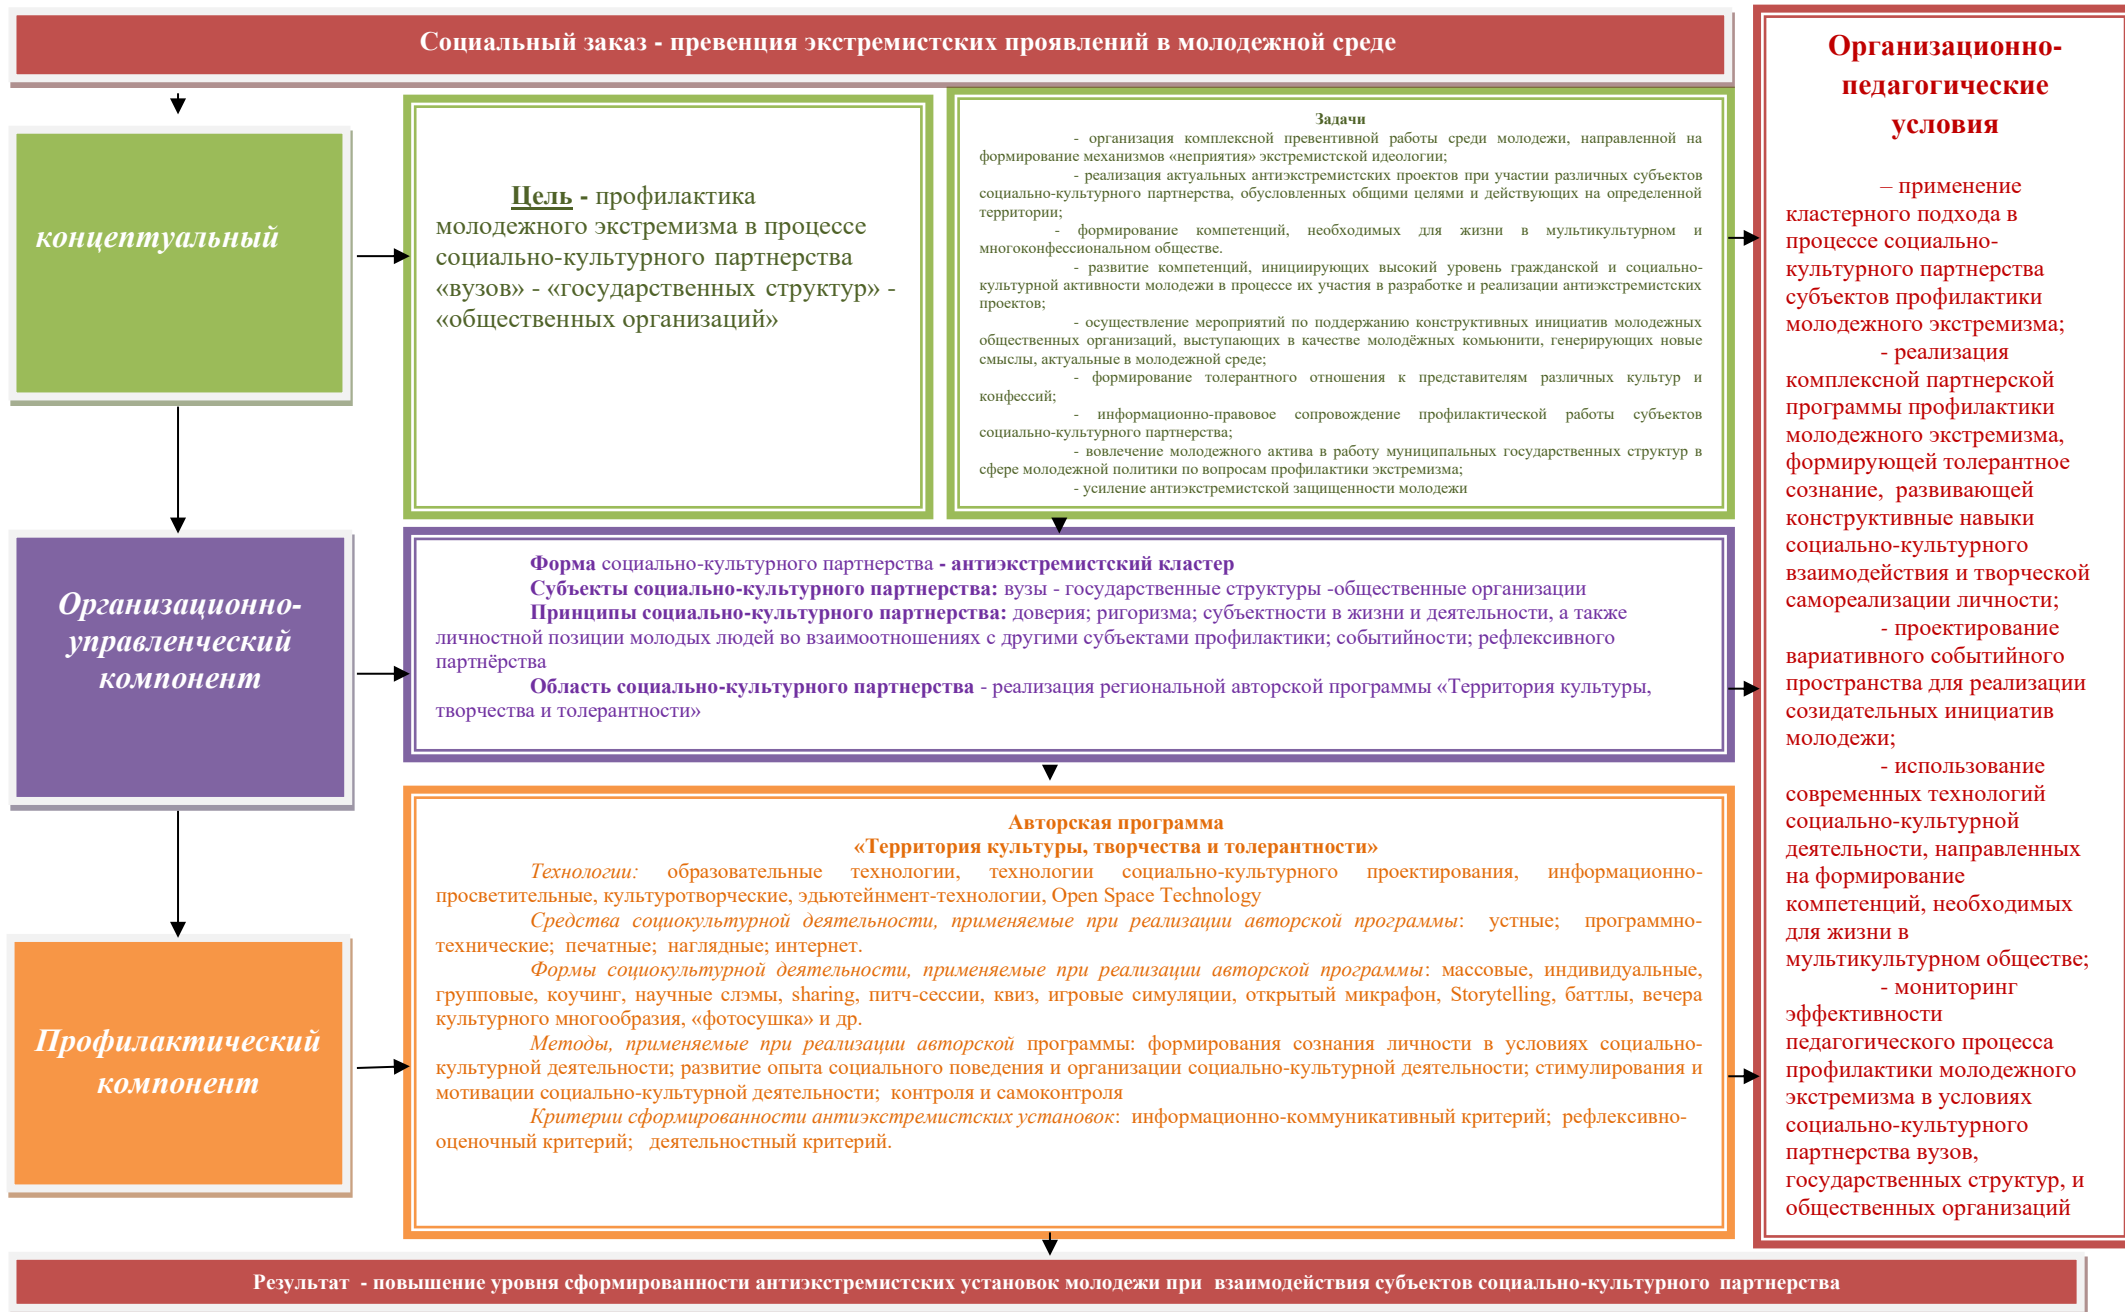 Социальный заказ - превенция экстремистских проявлений в молодежной среде
концептуальный
Цель - профилактика
молодежного экстремизма в процессе
социально-культурного партнерства
«вузов» - «государственных структур» -
«общественных организаций»
Задачи
- организация комплексной превентивной работы среди молодежи, направленной на
формирование механизмов «неприятия» экстремистской идеологии;
- реализация актуальных антиэкстремистских проектов при участии различных субъектов
социально-культурного партнерства, обусловленных общими целями и действующих на определенной
территории;
- формирование компетенций, необходимых для жизни в мультикультурном и
многоконфессиональном обществе.
- развитие компетенций, инициирующих высокий уровень гражданской и социально-
культурной активности молодежи в процессе их участия в разработке и реализации антиэкстремистских
проектов;
- осуществление мероприятий по поддержанию конструктивных инициатив молодежных
общественных организаций, выступающих в качестве молодёжных комьюнити, генерирующих новые
смыслы, актуальные в молодежной среде;
- формирование толерантного отношения к представителям различных культур и
конфессий;
- информационно-правовое сопровождение профилактической работы субъектов
социально-культурного партнерства;
- вовлечение молодежного актива в работу муниципальных государственных структур в
сфере молодежной политики по вопросам профилактики экстремизма;
- усиление антиэкстремистской защищенности молодежи
Организационно-
управленческий
компонент
Форма социально-культурного партнерства - антиэкстремистский кластер
Субъекты социально-культурного партнерства: вузы - государственные структуры -общественные организации
Принципы социально-культурного партнерства: доверия; ригоризма; субъектности в жизни и деятельности, а также
личностной позиции молодых людей во взаимоотношениях с другими субъектами профилактики; событийности; рефлексивного
партнёрства
Область социально-культурного партнерства - реализация региональной авторской программы «Территория культуры,
творчества и толерантности»
Профилактический
компонент
Авторская программа
«Территория культуры, творчества и толерантности»
Технологии: образовательные технологии, технологии социально-культурного проектирования, информационно-
просветительные, культуротворческие, эдьютейнмент-технологии, Open Space Technology
Средства социокультурной деятельности, применяемые при реализации авторской программы: устные; программно-
технические; печатные; наглядные; интернет.
Формы социокультурной деятельности, применяемые при реализации авторской программы: массовые, индивидуальные,
групповые, коучинг, научные слэмы, sharing, питч-сессии, квиз, игровые симуляции, открытый микрафон, Storytelling, баттлы, вечера
культурного многообразия, «фотосушка» и др.
Методы, применяемые при реализации авторской программы: формирования сознания личности в условиях социально-
культурной деятельности; развитие опыта социального поведения и организации социально-культурной деятельности; стимулирования и
мотивации социально-культурной деятельности; контроля и самоконтроля
Критерии сформированности антиэкстремистских установок: информационно-коммуникативный критерий; рефлексивно-
оценочный критерий; деятельностный критерий.
Организационно-
педагогические
условия
– применение
кластерного подхода в
процессе социально-
культурного партнерства
субъектов профилактики
молодежного экстремизма;
- реализация
комплексной партнерской
программы профилактики
молодежного экстремизма,
формирующей толерантное
сознание, развивающей
конструктивные навыки
социально-культурного
взаимодействия и творческой
самореализации личности;
- проектирование
вариативного событийного
пространства для реализации
созидательных инициатив
молодежи;
- использование
современных технологий
социально-культурной
деятельности, направленных
на формирование
компетенций, необходимых
для жизни в
мультикультурном обществе;
- мониторинг
эффективности
педагогического процесса
профилактики молодежного
экстремизма в условиях
социально-культурного
партнерства вузов,
государственных структур, и
общественных организаций
Результат - повышение уровня сформированности антиэкстремистских установок молодежи при взаимодействия субъектов социально-культурного партнерства